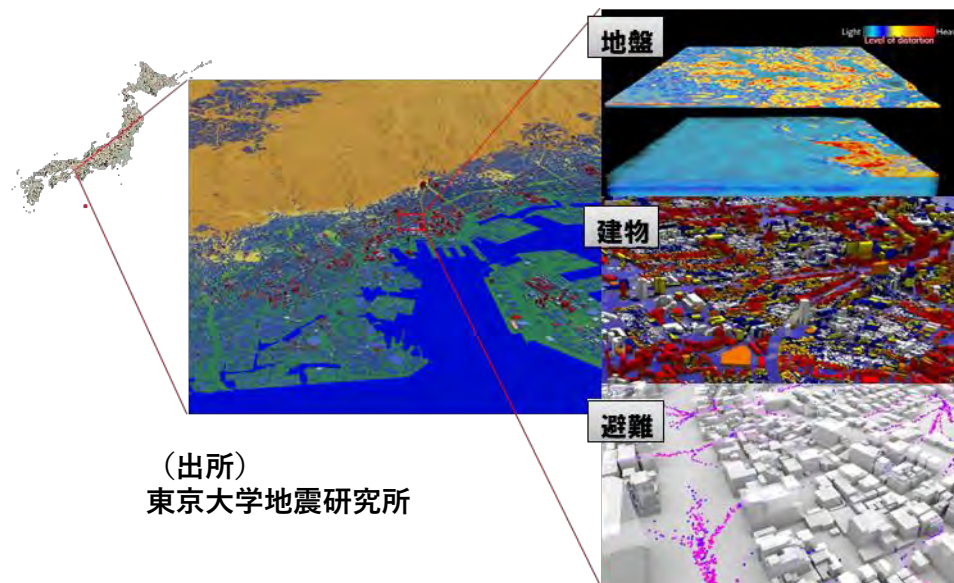 地盤
Light
Heav
Level of distortion
建物
避難
（出所）
東京大学地震研究所